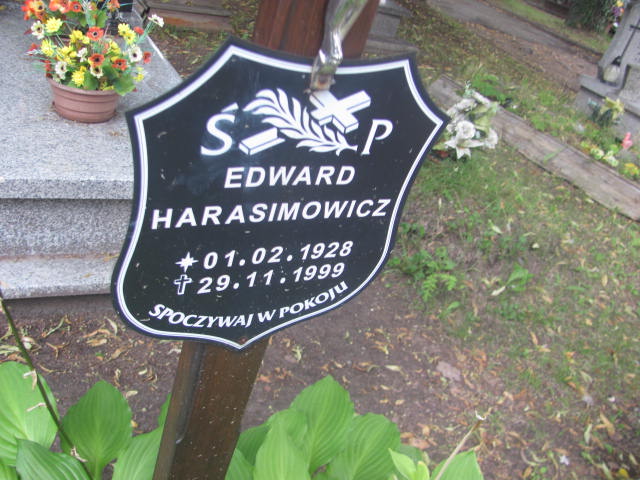 Ś P
EDWARD
HARASIMOWICZ
01.02.1928
29.11.1999
SPOCZYWAJ W POKOJU